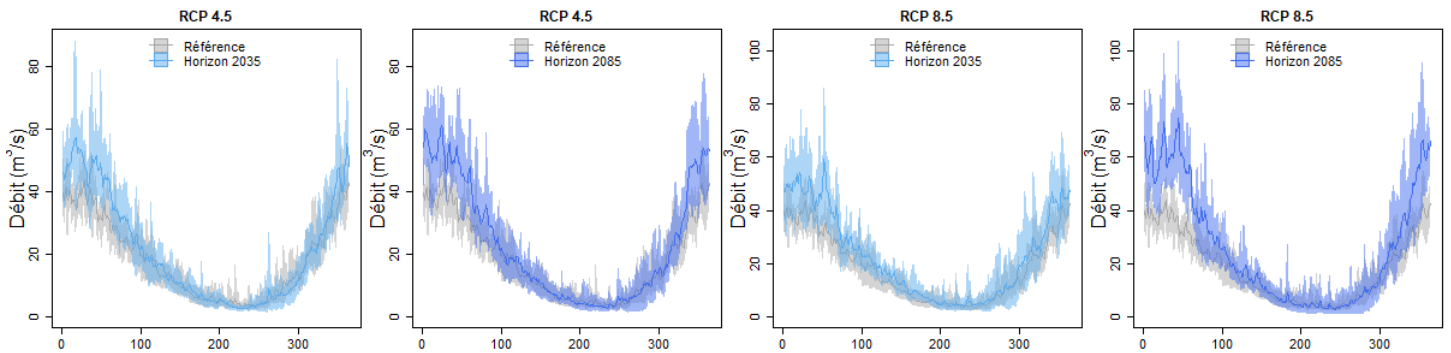 RCP 4.5
Référence
Horizon 2035
Débit (m³/s)
0 20 40 60 80
0 100 200 300
RCP 4.5
Référence
Horizon 2085
Débit (m³/s)
0 20 40 60 80
0 100 200 300
RCP 8.5
Référence
Horizon 2035
Débit (m³/s)
0 20 40 60 80 100
0 100 200 300
RCP 8.5
Référence
Horizon 2085
Débit (m³/s)
0 20 40 60 80 100
0 100 200 300